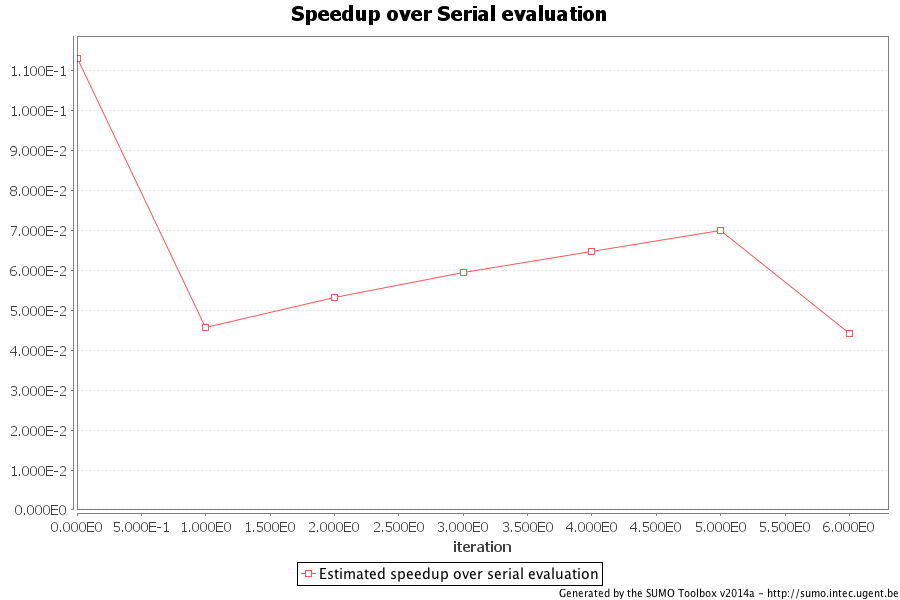 Speedup over Serial evaluation
1.100E-1
1.000E-1
9.000E-2
8.000E-2
7.000E-2
6.000E-2
5.000E-2
4.000E-2
3.000E-2
2.000E-2
1.000E-2
0.000E0
0.000E0 5.000E-1 1.000E0 1.500E0 2.000E0 2.500E0 3.000E0 3.500E0 4.000E0 4.500E0 5.000E0 5.500E0 6.000E0
iteration
Estimated speedup over serial evaluation
Generated by the SUMO Toolbox v2014a - http://sumo.intec.ugent.be